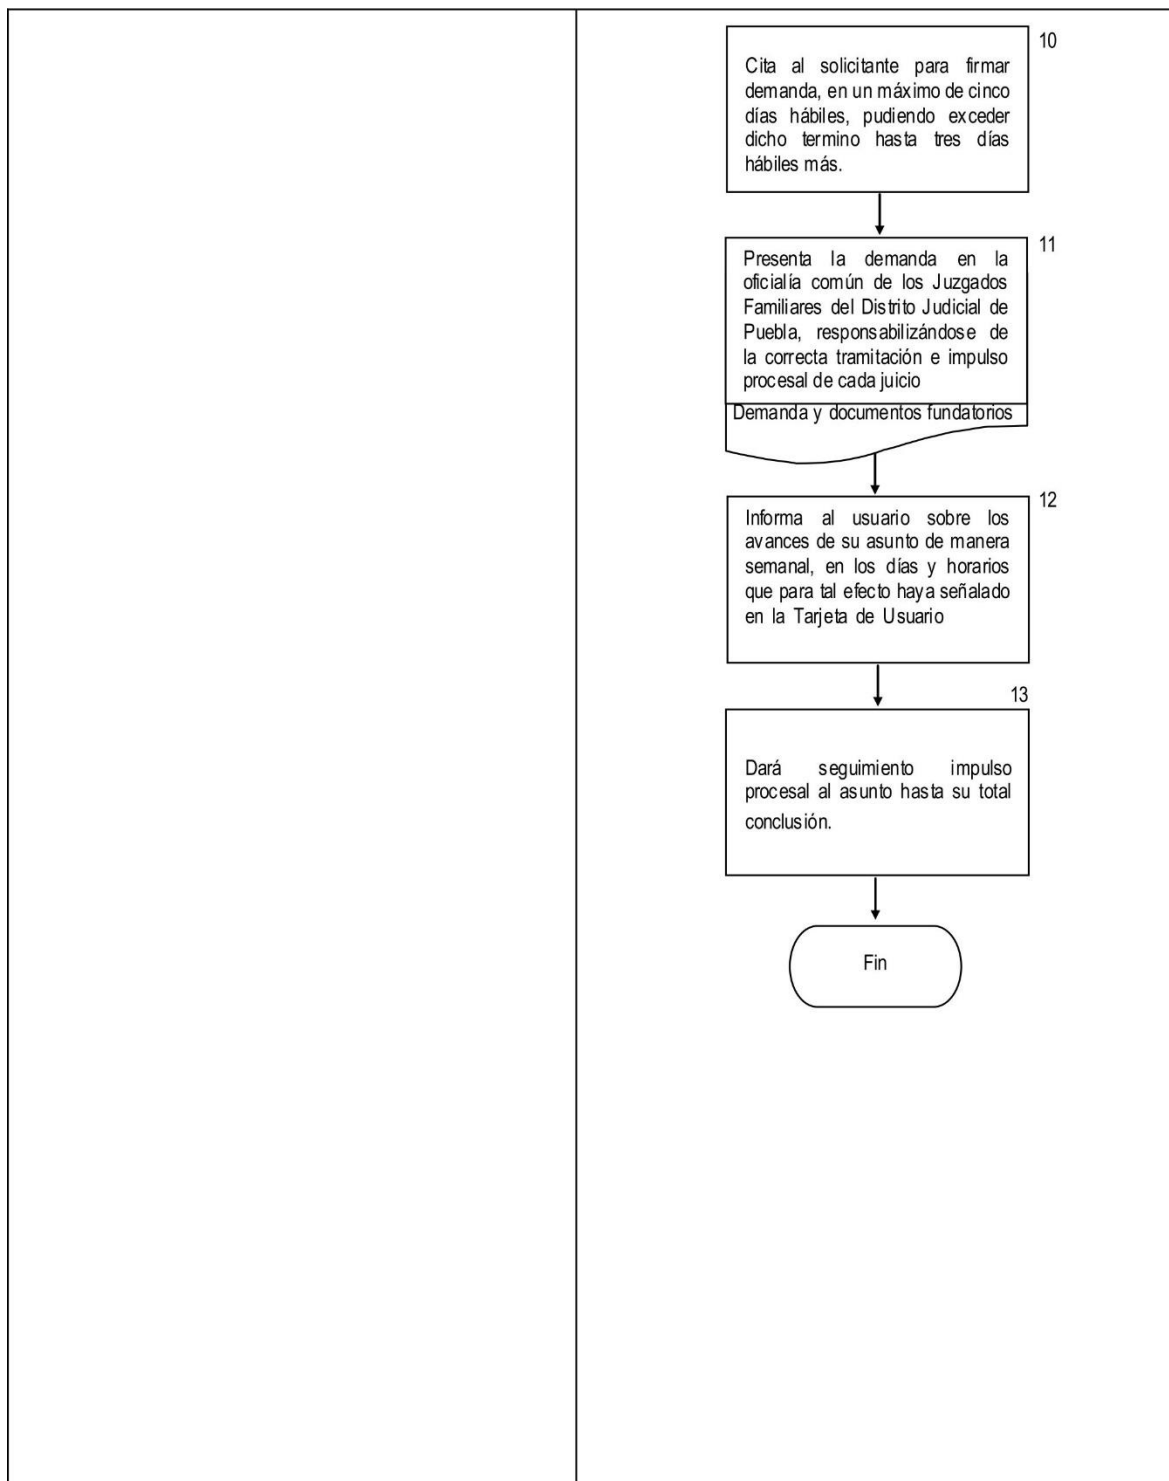 10
Cita al solicitante para firmar
demanda, en un máximo de cinco
días hábiles, pudiendo exceder
dicho termino hasta tres días
hábiles más.
11
Presenta la demanda en la
oficialía común de los Juzgados
Familiares del Distrito Judicial de
Puebla, responsabilizándose de
la correcta tramitación e impulso
procesal de cada juicio
Demanda y documentos fundatorios
12
Informa al usuario sobre los
avances de su asunto de manera
semanal, en los días y horarios
que para tal efecto haya señalado
en la Tarjeta de Usuario
13
Dará seguimiento impulso
procesal al asunto hasta su total
conclusión.
Fin